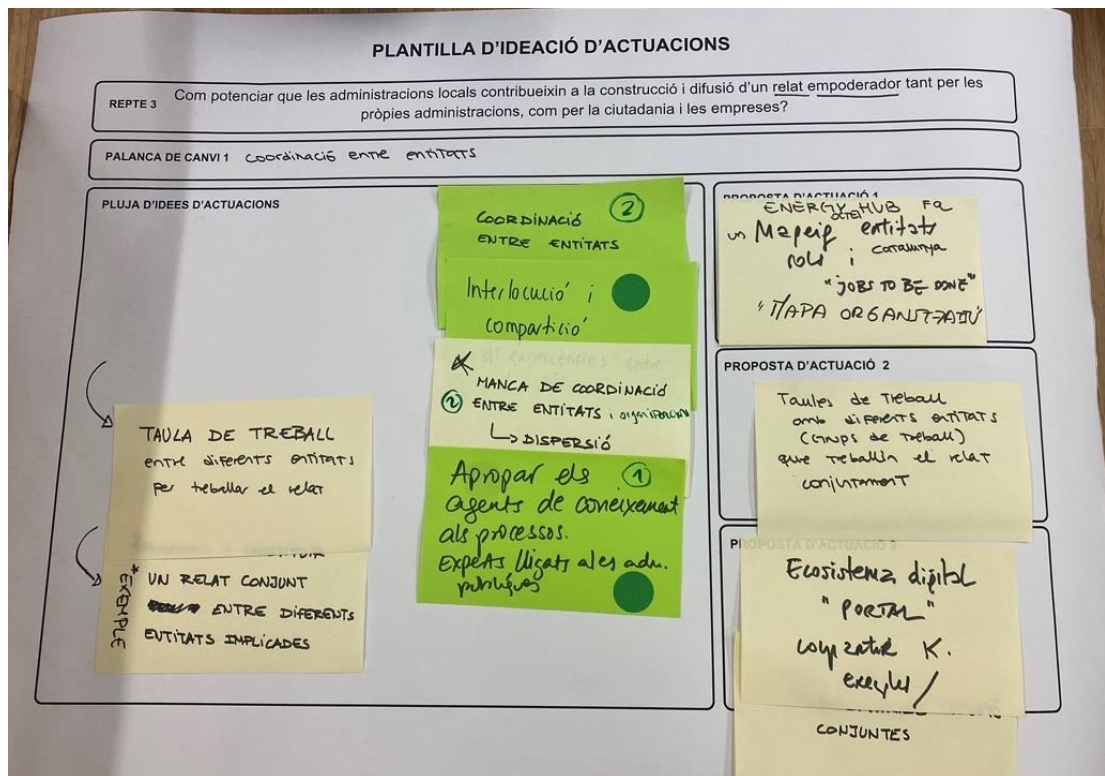 PLANTILLA D'IDEACIÓ D'ACTUACIONS
REPTE 3 Com potenciar que les administracions locals contribueixin a la construcció i difusió d'un relat empoderador tant per les
pròpies administracions, com per la ciutadania i les empreses?
PALANCA DE CANVI 1 Coordinació entre entitats
PLUJA D'IDEES D'ACTUACIONS
TAULA DE TREBALL
entre diferents entitats
per treballar el relat
* EXEMPLE
UN RELAT CONJUNT
ENTRE DIFERENTS
ENTITATS IMPLICADES
COORDINACIÓ 2
ENTRE ENTITATS
Interlocució i
compartició
d'experiències entre
MANCA DE COORDINACIÓ
2 ENTRE ENTITATS i
↳ DISPERSIÓ
Apropar els 1
agents de coneixement
als processos.
Experts lligats a les adm.
públiques
PROPOSTA D'ACTUACIÓ 1
ENERGY HUB Fa
un Mapeig entitats
rols i Catalunya
"JOBS TO BE DONE"
"MAPA ORGANITZATIU
PROPOSTA D'ACTUACIÓ 2
Taules de Treball
amb diferents entitats
(Grups de Treball)
que treballin el relat
conjuntament
PROPOSTA D'ACTUACIÓ 3
Ecosistema digital
"PORTAL"
compartir K.
exemples /
CONJUNTES